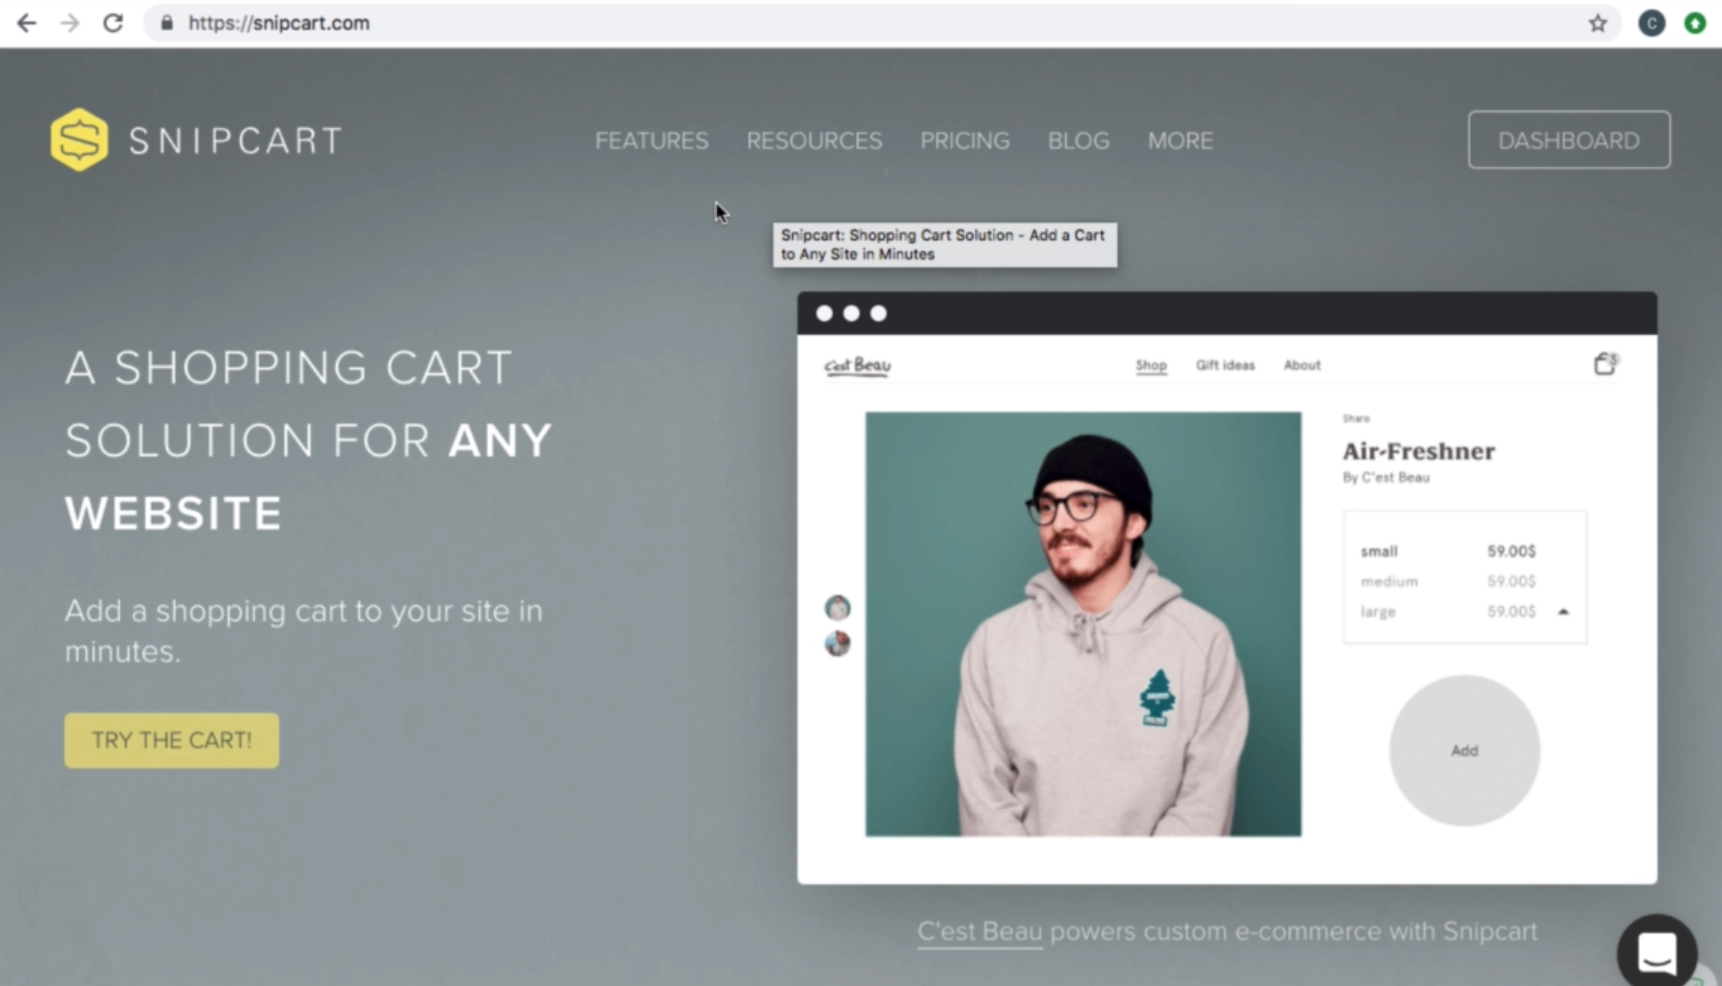 https://snipcart.com
C
SNIPCART
FEATURES RESOURCES PRICING BLOG MORE
DASHBOARD
Snipcart: Shopping Cart Solution - Add a Cart
to Any Site in Minutes
A SHOPPING CART
SOLUTION FOR ANY
WEBSITE
Add a shopping cart to your site in
minutes.
TRY THE CART!
C'est Beau
Shop Gift ideas About
Share
Air-Freshner
By C'est Beau
small 59.00$
medium 59.00$
large 59.00$
Add
C'est Beau powers custom e-commerce with Snipcart